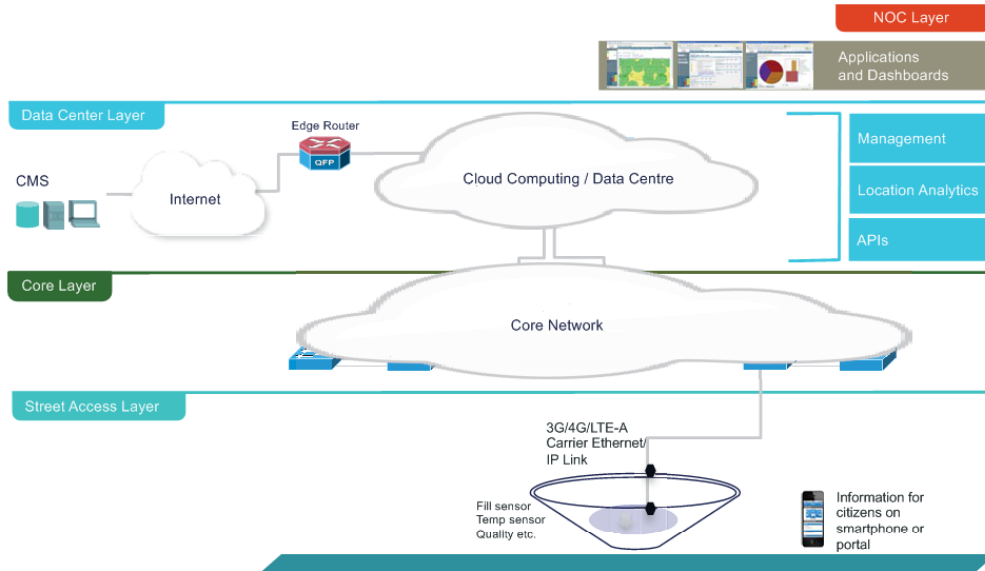 NOC Layer
Applications
and Dashboards
Data Center Layer
Edge Router
QFP
CMS
Internet
Cloud Computing / Data Centre
Management
Location Analytics
APIs
Core Layer
Core Network
Street Access Layer
3G/4G/LTE-A
Carrier Ethernet/
IP Link
Fill sensor
Temp sensor
Quality etc.
Information for
citizens on
smartphone or
portal